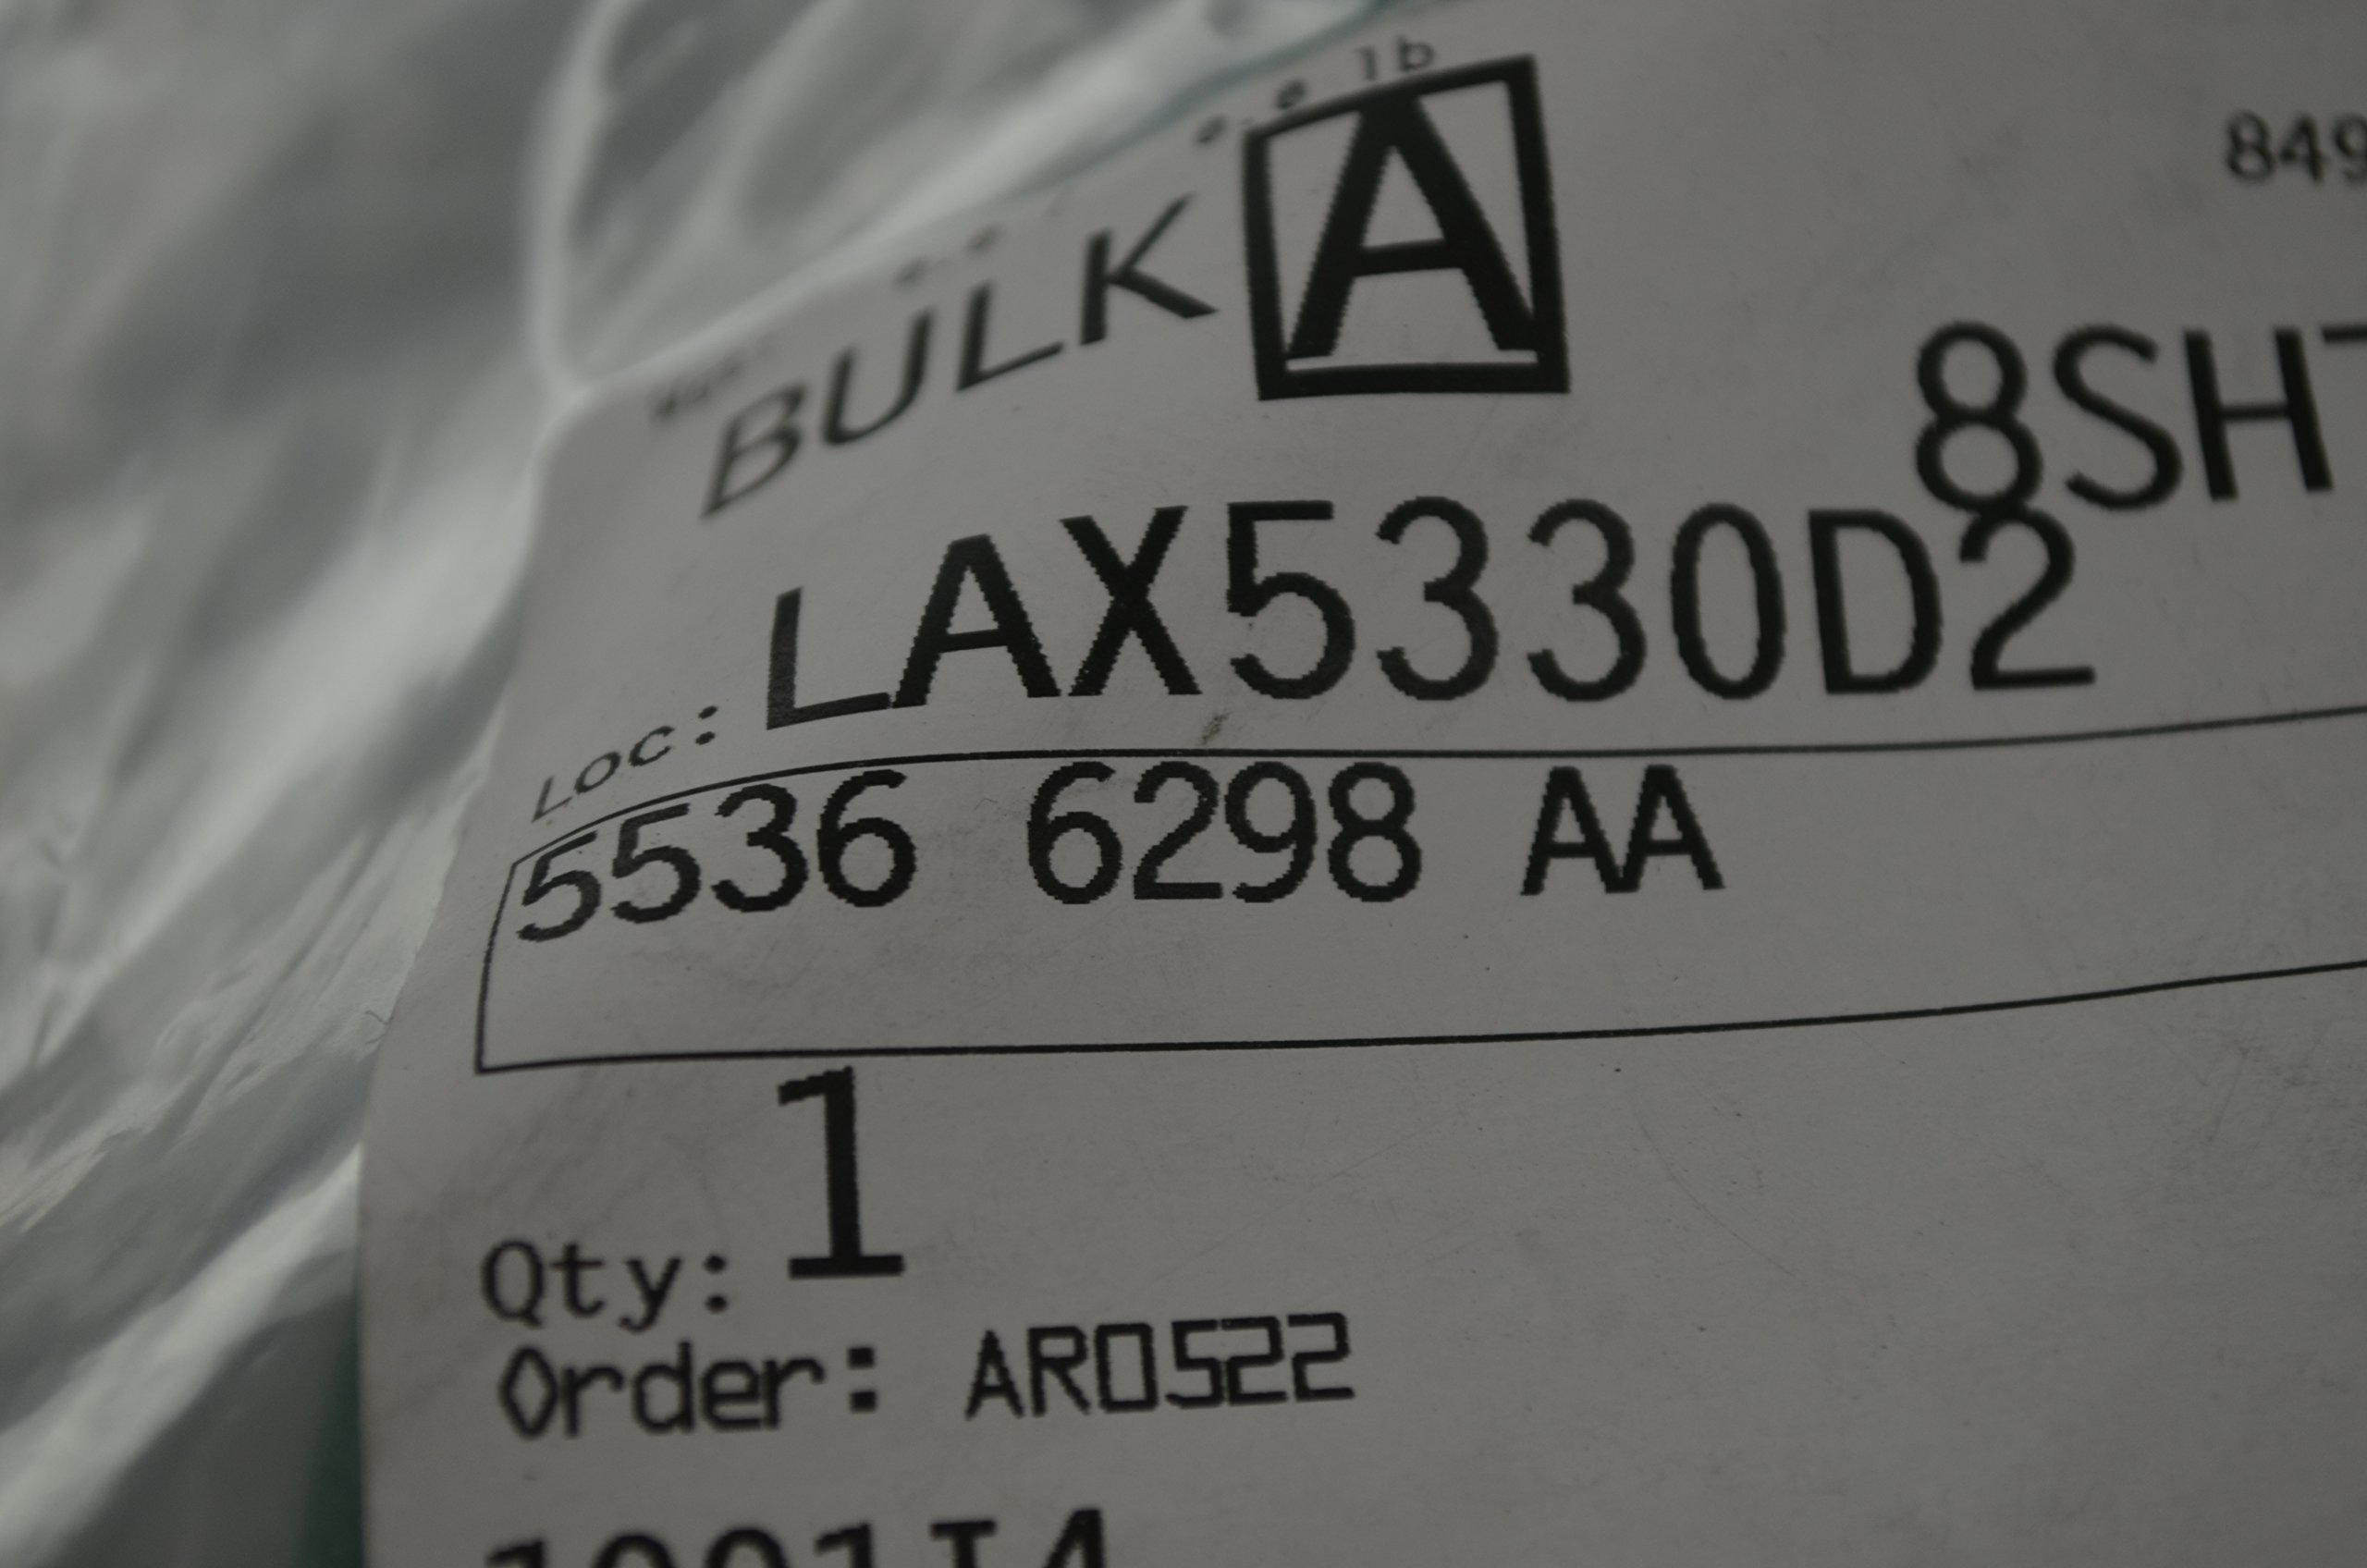 lb
BULK A
849
8SH
Loc: LAX5330D2
5536 6298 AA
Qty: 1
Order: AR0522